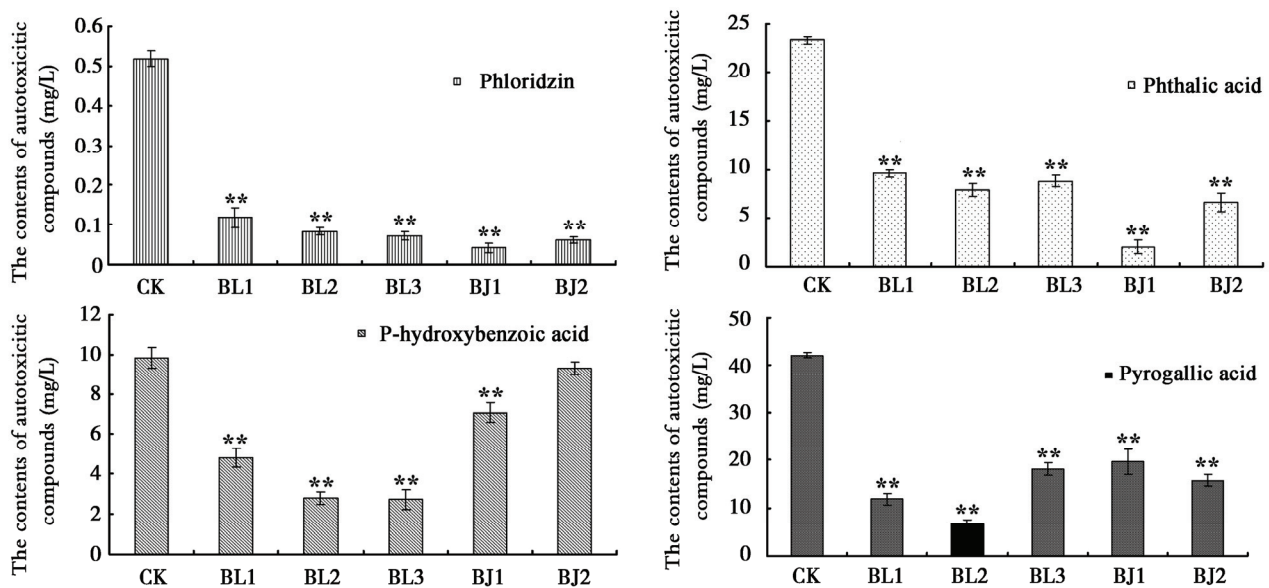 The contents of autotoxicitic
compounds (mg/L)
0.6
0.5
0.4
0.3
0.2
0.1
0
Phloridzin
**
**
**
**
**
CK BL1 BL2 BL3 BJ1 BJ2
The contents of autotoxicitic
compounds (mg/L)
25
20
15
10
5
0
Phthalic acid
**
**
**
**
**
CK BL1 BL2 BL3 BJ1 BJ2
The contents of autotoxicitic
compounds (mg/L)
12
10
8
6
4
2
0
P-hydroxybenzoic acid
**
**
**
**
CK BL1 BL2 BL3 BJ1 BJ2
The contents of autotoxicitic
compounds (mg/L)
50
40
30
20
10
0
Pyrogallic acid
**
**
**
**
**
CK BL1 BL2 BL3 BJ1 BJ2